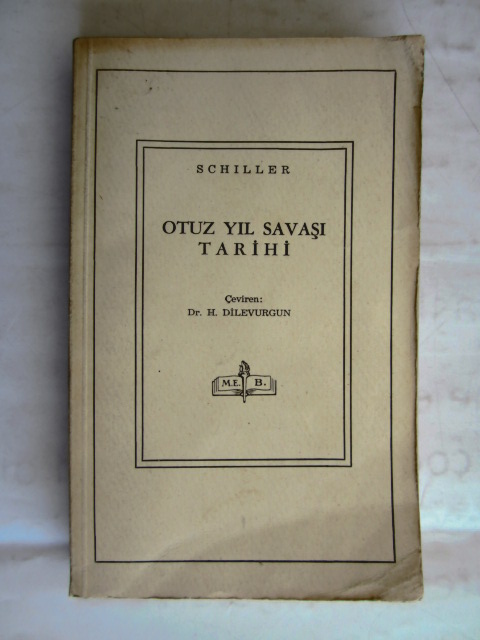 SCHILLER
OTUZ YIL SAVAŞI
TARİHİ
Çeviren:
Dr. H. DİLEVURGUN
M.E. B.